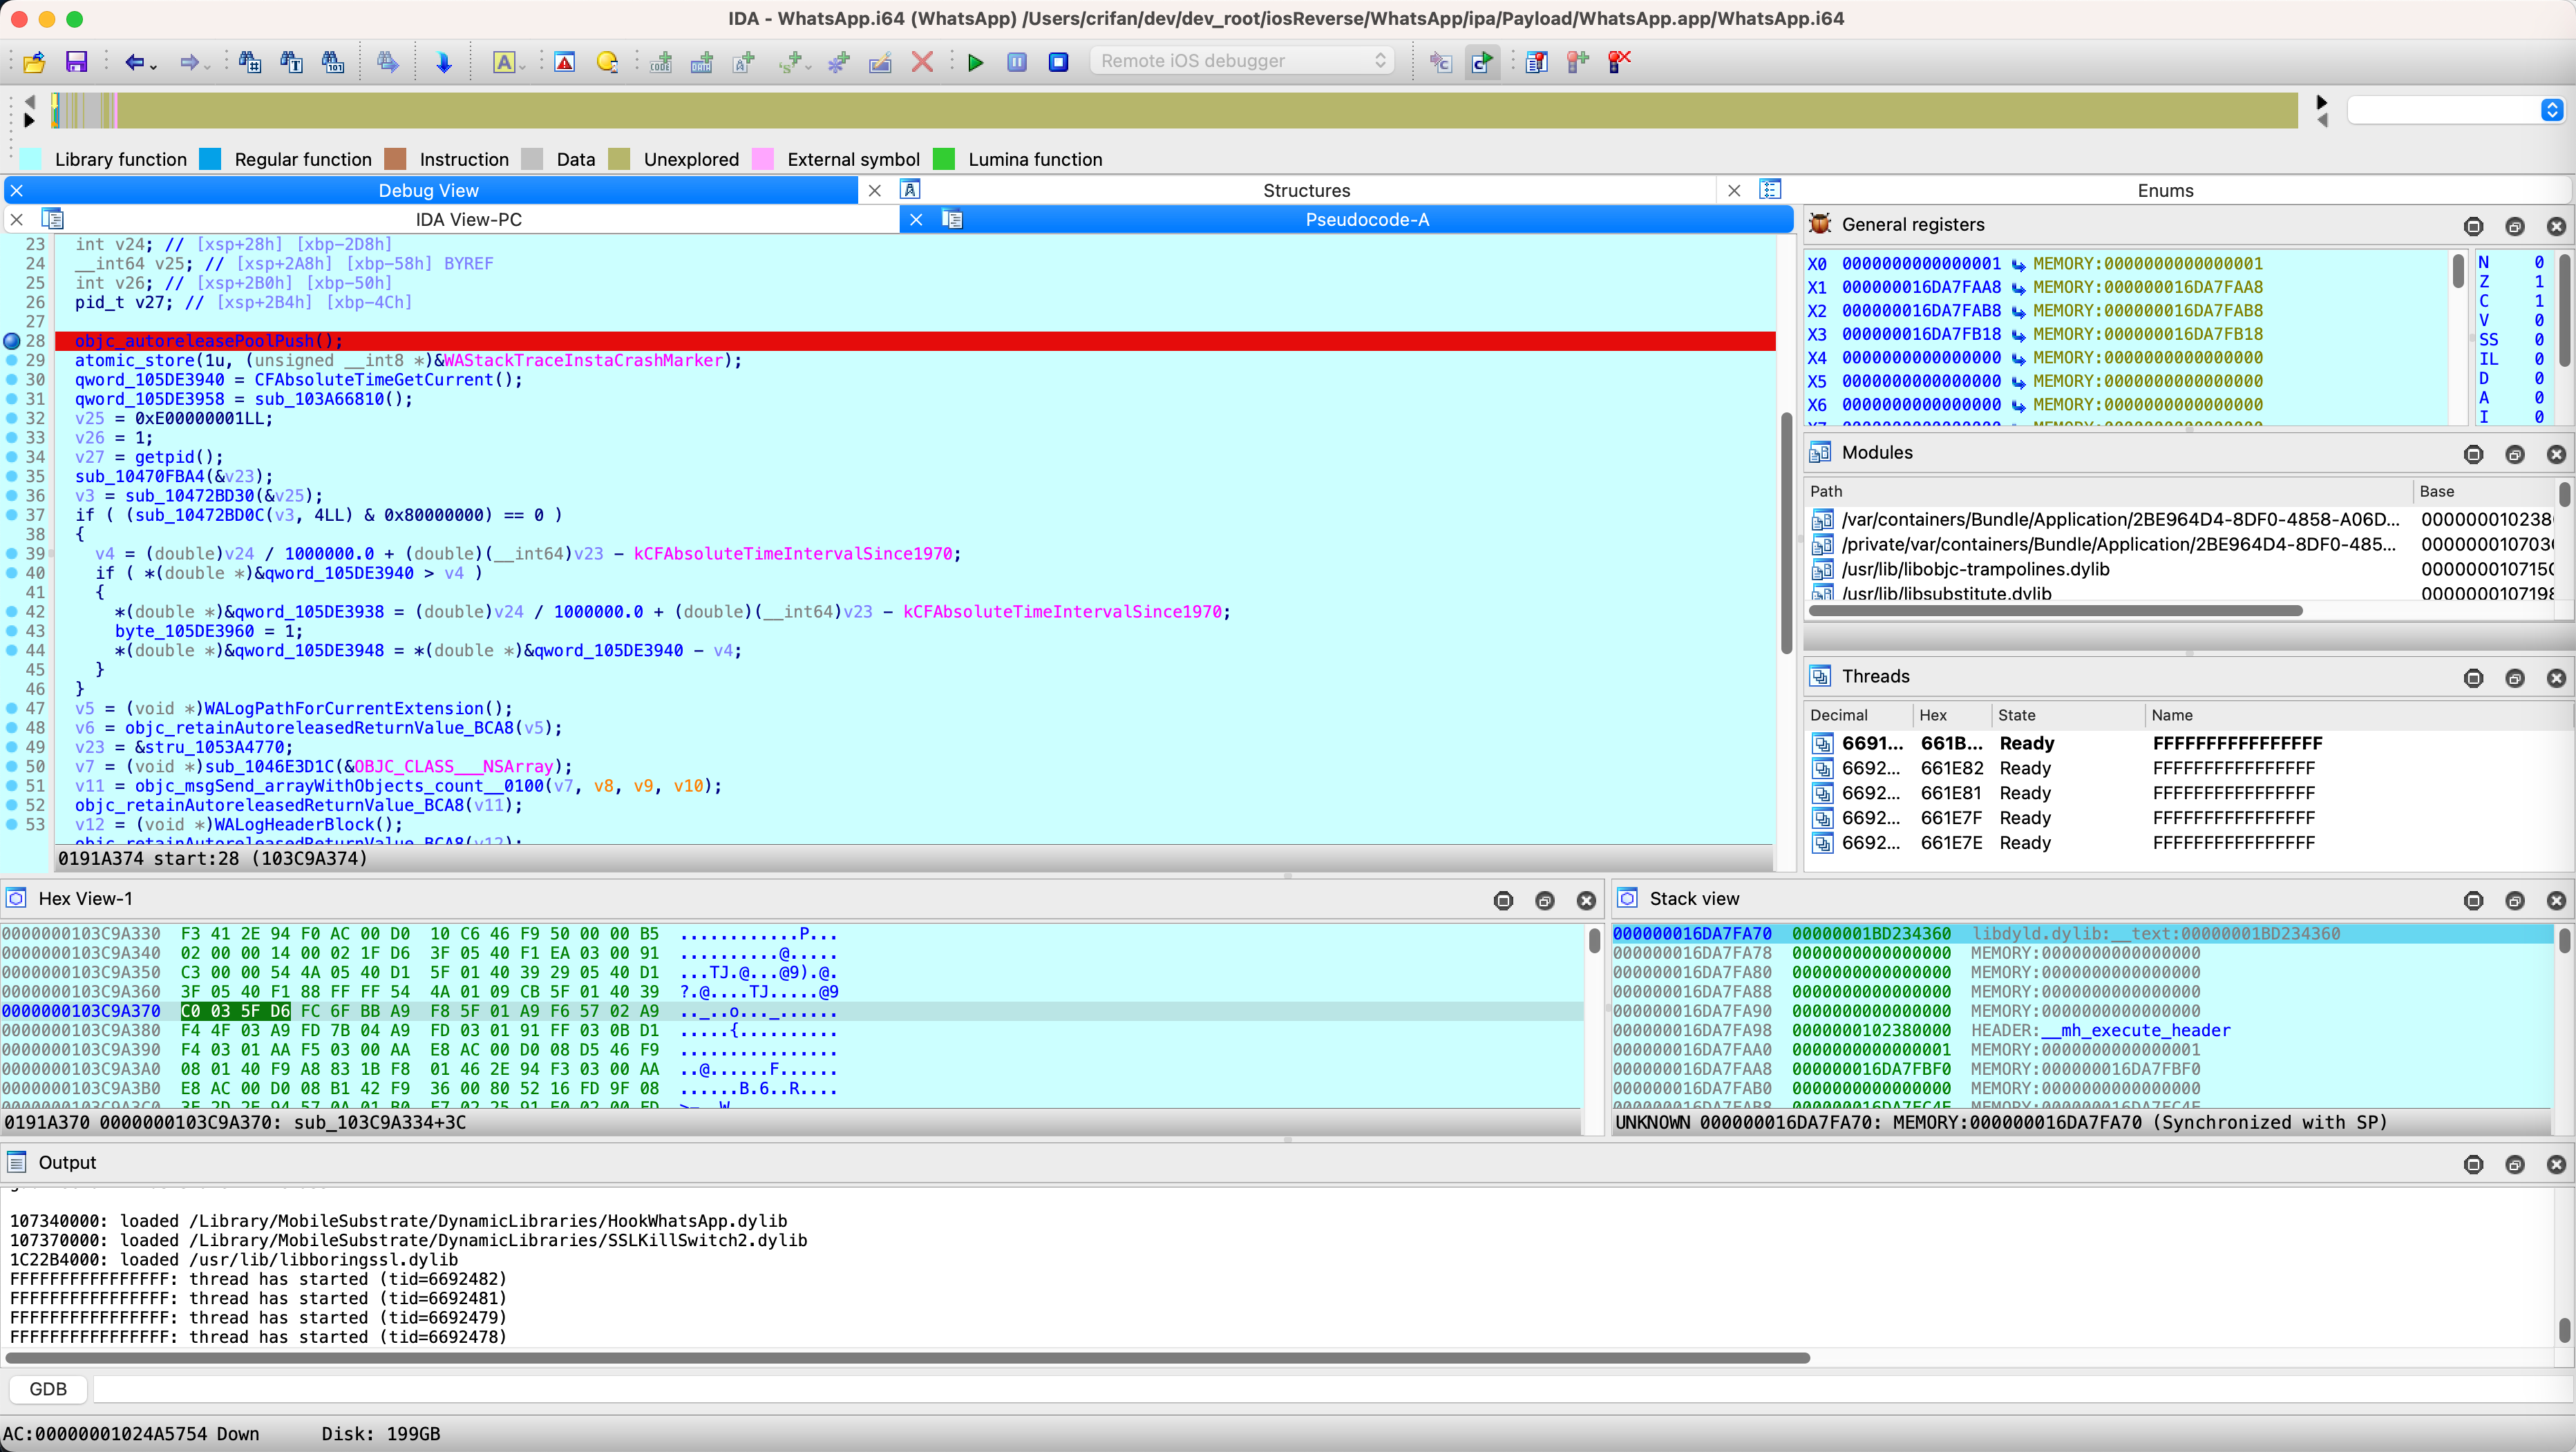 IDA - WhatsApp.i64 (WhatsApp) /Users/crifan/dev/dev_root/iosReverse/WhatsApp/ipa/Payload/WhatsApp.app/WhatsApp.i64
Remote iOS debugger
Library function Regular function Instruction Data Unexplored External symbol Lumina function
Debug View Structures Enums
IDA View-PC Pseudocode-A
23 int v24; // [xsp+28h] [xbp-2D8h]
24 __int64 v25; // [xsp+2A8h] [xbp-58h] BYREF
25 int v26; // [xsp+2B0h] [xbp-50h]
26 pid_t v27; // [xsp+2B4h] [xbp-4Ch]
27
28 objc_autoreleasePoolPush();
29 atomic_store(1u, (unsigned __int8 *)&WAStackTraceInstaCrashMarker);
30 qword_105DE3940 = CFAbsoluteTimeGetCurrent();
31 qword_105DE3958 = sub_103A66810();
32 v25 = 0xE00000001LL;
33 v26 = 1;
34 v27 = getpid();
35 sub_10470FBA4(&v23);
36 v3 = sub_10472BD30(&v25);
37 if ( (sub_10472BD0C(v3, 4LL) & 0x80000000) == 0 )
38 {
39 v4 = (double)v24 / 1000000.0 + (double)(__int64)v23 - kCFAbsoluteTimeIntervalSince1970;
40 if ( *(double *)&qword_105DE3940 > v4 )
41 {
42 *(double *)&qword_105DE3938 = (double)v24 / 1000000.0 + (double)(__int64)v23 - kCFAbsoluteTimeIntervalSince1970;
43 byte_105DE3960 = 1;
44 *(double *)&qword_105DE3948 = *(double *)&qword_105DE3940 - v4;
45 }
46 }
47 v5 = (void *)WALogPathForCurrentExtension();
48 v6 = objc_retainAutoreleasedReturnValue_BCA8(v5);
49 v23 = &stru_1053A4770;
50 v7 = (void *)sub_1046E3D1C(&OBJC_CLASS___NSArray);
51 v11 = objc_msgSend_arrayWithObjects_count__0100(v7, v8, v9, v10);
52 objc_retainAutoreleasedReturnValue_BCA8(v11);
53 v12 = (void *)WALogHeaderBlock();
objc_retainAutoreleasedReturnValue_BCA8(v12);
0191A374 start:28 (103C9A374)
General registers
X0 0000000000000001 MEMORY:0000000000000001
X1 000000016DA7FAA8 MEMORY:000000016DA7FAA8
X2 000000016DA7FAB8 MEMORY:000000016DA7FAB8
X3 000000016DA7FB18 MEMORY:000000016DA7FB18
X4 0000000000000000 MEMORY:0000000000000000
X5 0000000000000000 MEMORY:0000000000000000
X6 0000000000000000 MEMORY:0000000000000000
N 0
Z 1
C 1
V 0
SS 0
IL 0
D 0
A 0
I 0
Modules
Path Base
/var/containers/Bundle/Application/2BE964D4-8DF0-4858-A06D... 0000000102380
/private/var/containers/Bundle/Application/2BE964D4-8DF0-485... 0000000107030
/usr/lib/libobjc-trampolines.dylib 000000010715
/usr/lib/libsubstitute.dylib 0000000107198
Threads
Decimal Hex State Name
6691... 661B... Ready FFFFFFFFFFFFFFFF
6692... 661E82 Ready FFFFFFFFFFFFFFFF
6692... 661E81 Ready FFFFFFFFFFFFFFFF
6692... 661E7F Ready FFFFFFFFFFFFFFFF
6692... 661E7E Ready FFFFFFFFFFFFFFFF
Hex View-1
0000000103C9A330 F3 41 2E 94 F0 AC 00 D0 10 C6 46 F9 50 00 00 B5 ............P...
0000000103C9A340 02 00 00 14 00 02 1F D6 3F 05 40 F1 EA 03 00 91 ..........@.....
0000000103C9A350 C3 00 00 54 4A 05 40 D1 5F 01 40 39 29 05 40 D1 ...TJ.@...@9).@.
0000000103C9A360 3F 05 40 F1 88 FF FF 54 4A 01 09 CB 5F 01 40 39 ?.@....TJ.....@9
0000000103C9A370 C0 03 5F D6 FC 6F BB A9 F8 5F 01 A9 F6 57 02 A9 .._..o..._......
0000000103C9A380 F4 4F 03 A9 FD 7B 04 A9 FD 03 01 91 FF 03 0B D1 .....{..........
0000000103C9A390 F4 03 01 AA F5 03 00 AA E8 AC 00 D0 08 D5 46 F9 ................
0000000103C9A3A0 08 01 40 F9 A8 83 1B F8 01 46 2E 94 F3 03 00 AA ..@......F......
0000000103C9A3B0 E8 AC 00 D0 08 B1 42 F9 36 00 80 52 16 FD 9F 08 ......B.6..R....
0191A370 0000000103C9A370: sub_103C9A334+3C
Stack view
000000016DA7FA70 00000001BD234360 libdyld.dylib:__text:00000001BD234360
000000016DA7FA78 0000000000000000 MEMORY:0000000000000000
000000016DA7FA80 0000000000000000 MEMORY:0000000000000000
000000016DA7FA88 0000000000000000 MEMORY:0000000000000000
000000016DA7FA90 0000000000000000 MEMORY:0000000000000000
000000016DA7FA98 0000000102380000 HEADER:__mh_execute_header
000000016DA7FAA0 0000000000000001 MEMORY:0000000000000001
000000016DA7FAA8 000000016DA7FBF0 MEMORY:000000016DA7FBF0
000000016DA7FAB0 0000000000000000 MEMORY:0000000000000000
000000016DA7FAB8 000000016DA7FC4E MEMORY:000000016DA7FC4E
UNKNOWN 000000016DA7FA70: MEMORY:000000016DA7FA70 (Synchronized with SP)
Output
107340000: loaded /Library/MobileSubstrate/DynamicLibraries/HookWhatsApp.dylib
107370000: loaded /Library/MobileSubstrate/DynamicLibraries/SSLKillSwitch2.dylib
1C22B4000: loaded /usr/lib/libboringssl.dylib
FFFFFFFFFFFFFFFF: thread has started (tid=6692482)
FFFFFFFFFFFFFFFF: thread has started (tid=6692481)
FFFFFFFFFFFFFFFF: thread has started (tid=6692479)
FFFFFFFFFFFFFFFF: thread has started (tid=6692478)
GDB
AC:00000001024A5754 Down Disk: 199GB